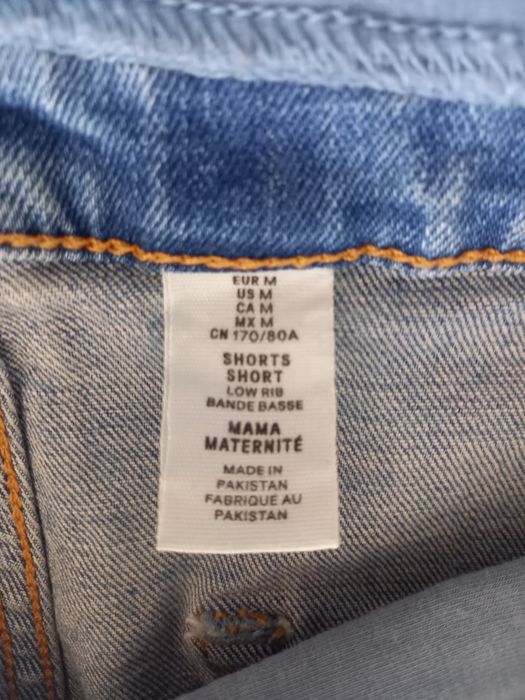 EUR M
US M
CA M
MX M
CN 170/80A
SHORTS
SHORT
LOW RIB
BANDE BASSE
MAMA
MATERNITÉ
MADE IN
PAKISTAN
FABRIQUE AU
PAKISTAN